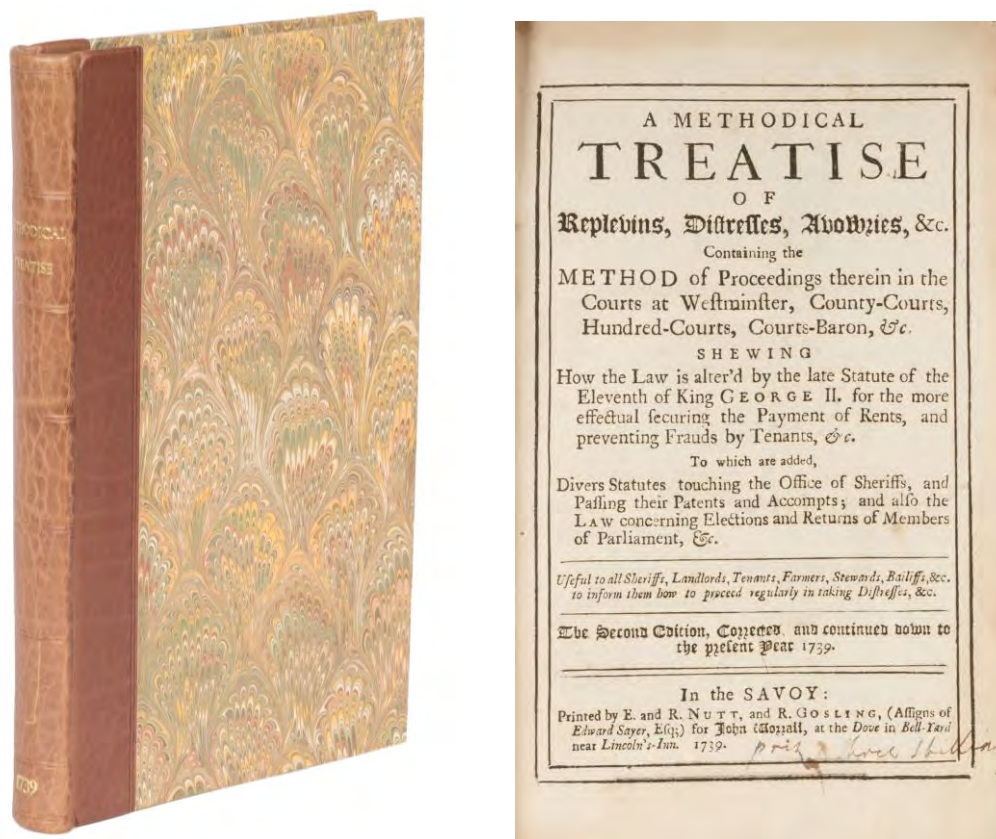 METHODICAL
TREATISE
1739
A METHODICAL
TREATISE
OF
Replevins, Diſtreſſes, Avowries, &c.
Containing the
METHOD of Proceedings therein in the
Courts at Weſtminſter, County-Courts,
Hundred-Courts, Courts-Baron, &c.
SHEWING
How the Law is alter'd by the late Statute of the
Eleventh of King GEORGE II. for the more
effectual ſecuring the Payment of Rents, and
preventing Frauds by Tenants, &c.
To which are added,
Divers Statutes touching the Office of Sheriffs, and
Paſſing their Patents and Accompts; and alſo the
LAW concerning Elections and Returns of Members
of Parliament, &c.
Uſeful to all Sheriffs, Landlords, Tenants, Farmers, Stewards, Bailiffs, &c.
to inform them how to proceed regularly in taking Diſtreſſes, &c.
The Second Edition, Corrected, and continued down to
the preſent Year 1739.
In the SAVOY:
Printed by E. and R. NUTT, and R. GOSLING, (Aſſigns of
Edward Sayer, Eſq;) for John Worrall, at the Dove in Bell-Yard
near Lincoln's-Inn. 1739.